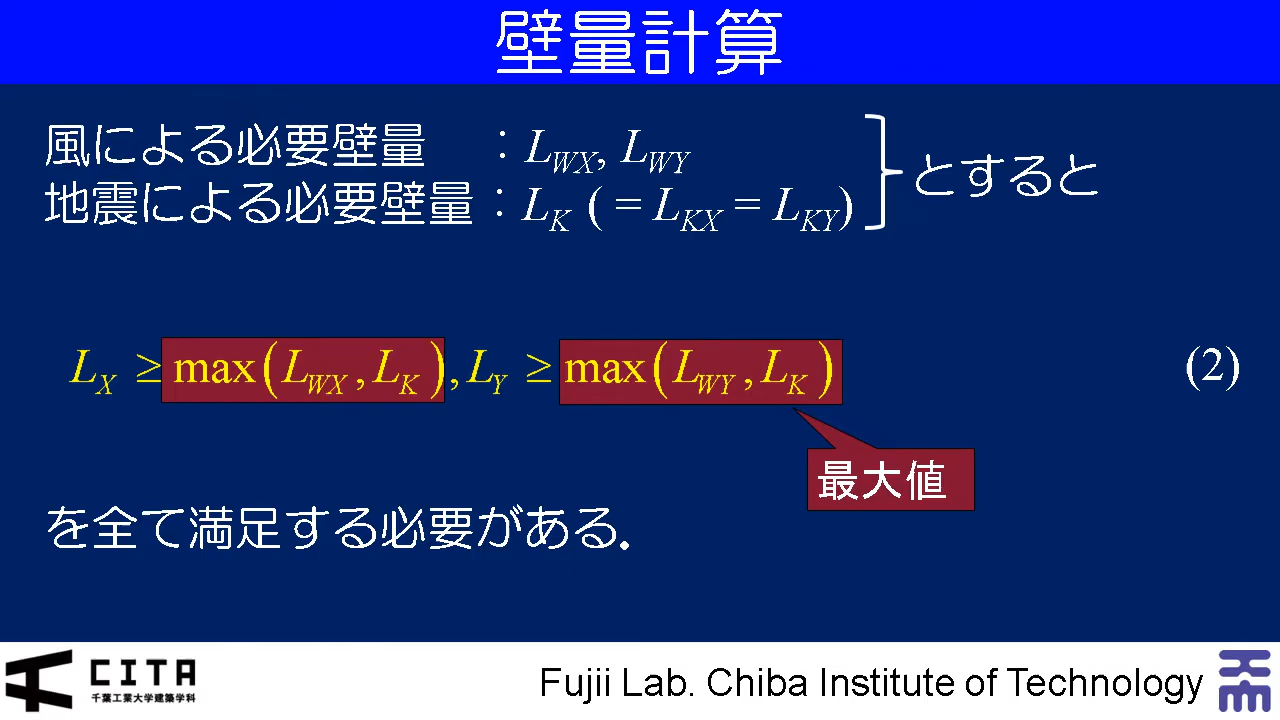 壁量計算
風による必要壁量 ：L_WX, L_WY
地震による必要壁量：L_K ( = L_KX = L_KY)
とすると
L_X ≥ max(L_WX, L_K), L_Y ≥ max(L_WY, L_K) (2)
最大値
を全て満足する必要がある．
CITA
千葉工業大学建築学科
Fujii Lab. Chiba Institute of Technology